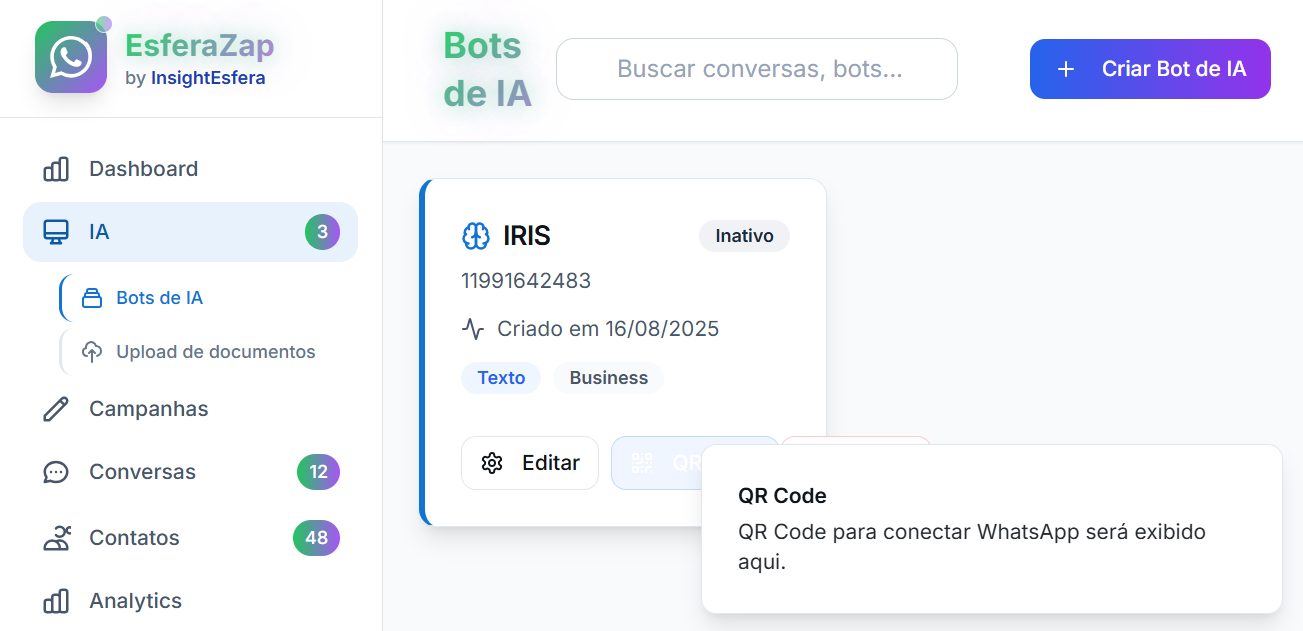 EsferaZap
by InsightEsfera
Dashboard
IA
3
Bots de IA
Upload de documentos
Campanhas
Conversas
12
Contatos
48
Analytics
Bots
de IA
Buscar conversas, bots...
+ Criar Bot de IA
IRIS
Inativo
11991642483
Criado em 16/08/2025
Texto
Business
Editar
QR
QR Code
QR Code para conectar WhatsApp será exibido
aqui.